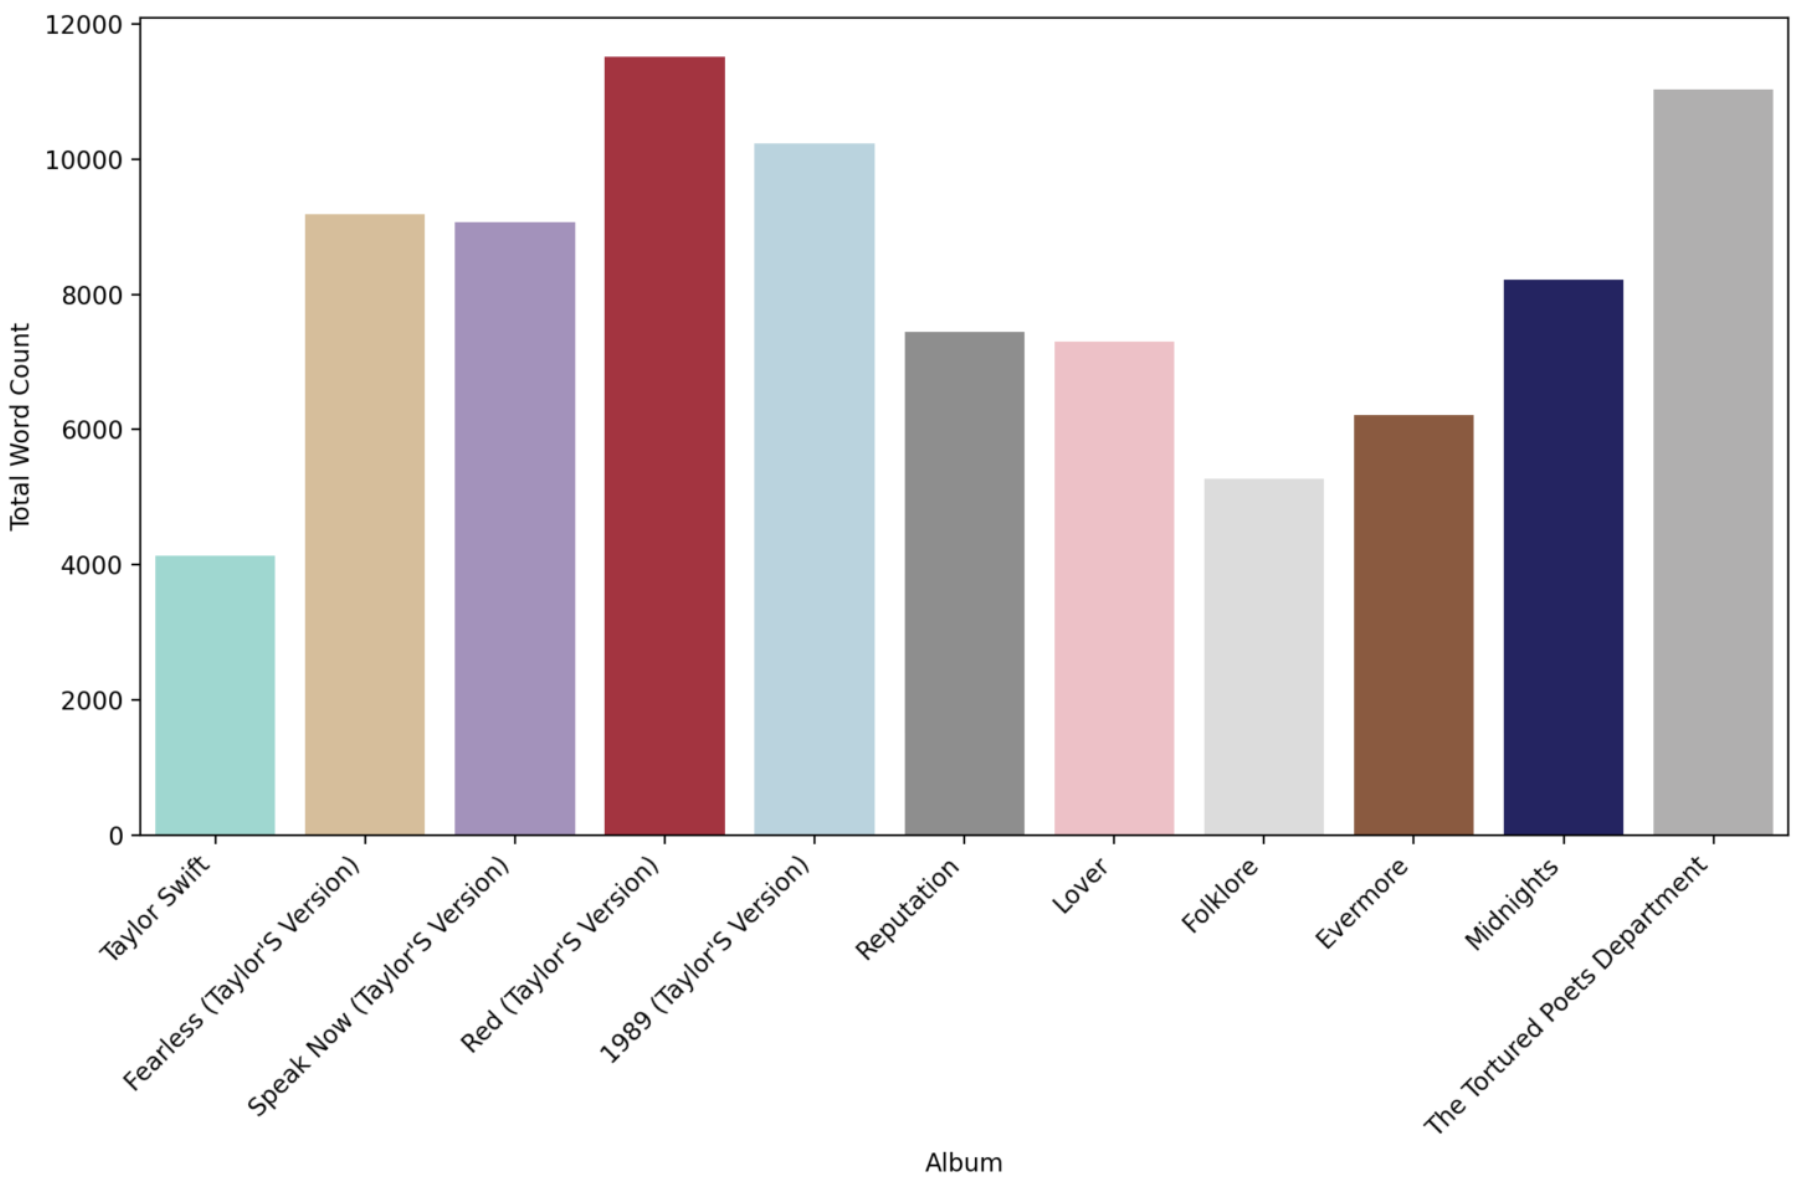 12000
10000
8000
6000
4000
2000
0
Total Word Count
Taylor Swift
Fearless (Taylor'S Version)
Speak Now (Taylor'S Version)
Red (Taylor'S Version)
1989 (Taylor'S Version)
Reputation
Lover
Folklore
Evermore
Midnights
The Tortured Poets Department
Album